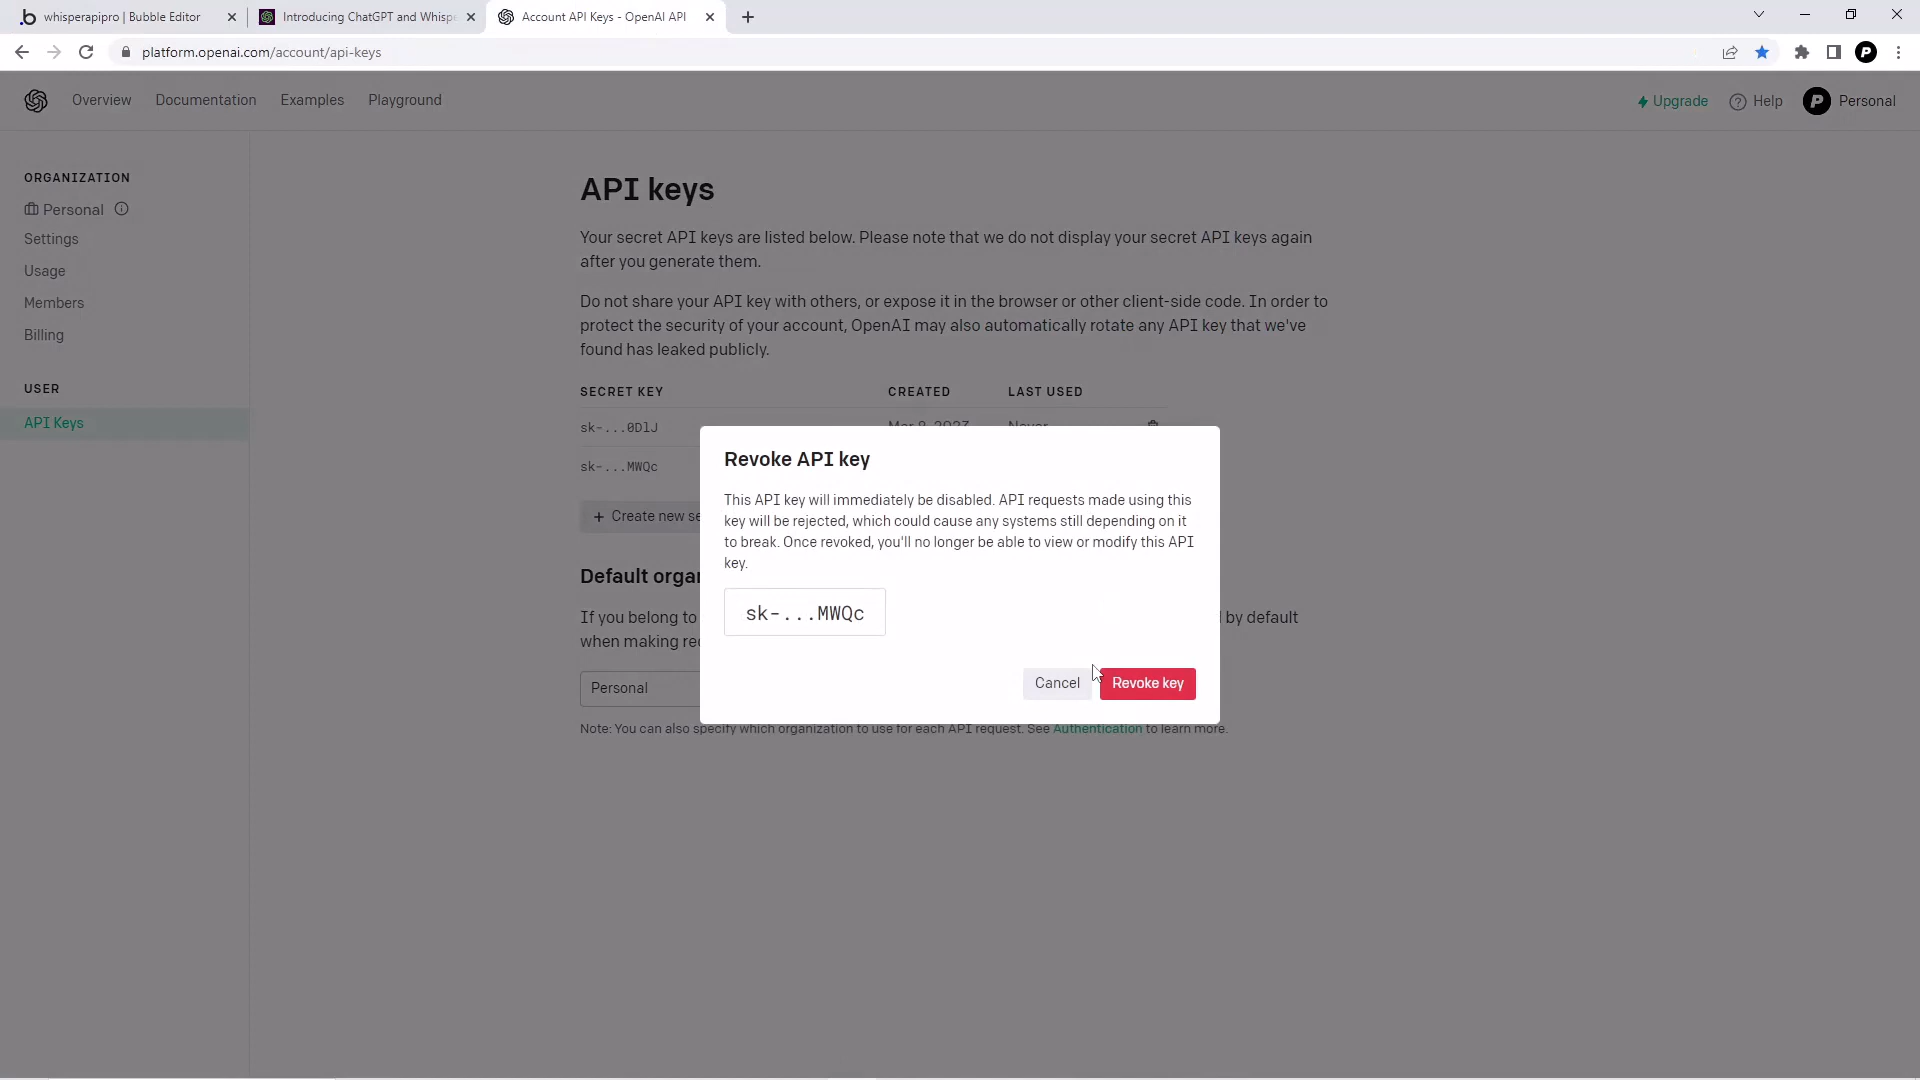 whisperapipro | Bubble Editor
Introducing ChatGPT and Whispe
Account API Keys - OpenAI API
platform.openai.com/account/api-keys
Overview
Documentation
Examples
Playground
Upgrade
Help
Personal
ORGANIZATION
Personal
Settings
Usage
Members
Billing
USER
API Keys
API keys
Your secret API keys are listed below. Please note that we do not display your secret API keys again
after you generate them.
Do not share your API key with others, or expose it in the browser or other client-side code. In order to
protect the security of your account, OpenAI may also automatically rotate any API key that we've
found has leaked publicly.
SECRET KEY CREATED LAST USED
sk-...0DlJ
sk-...MWQc
+ Create new se
Default orga
If you belong to by default
when making re
Personal
Note: You can also specify which organization to use for each API request. See Authentication to learn more.
Revoke API key
This API key will immediately be disabled. API requests made using this
key will be rejected, which could cause any systems still depending on it
to break. Once revoked, you'll no longer be able to view or modify this API
key.
sk-...MWQc
Cancel
Revoke key